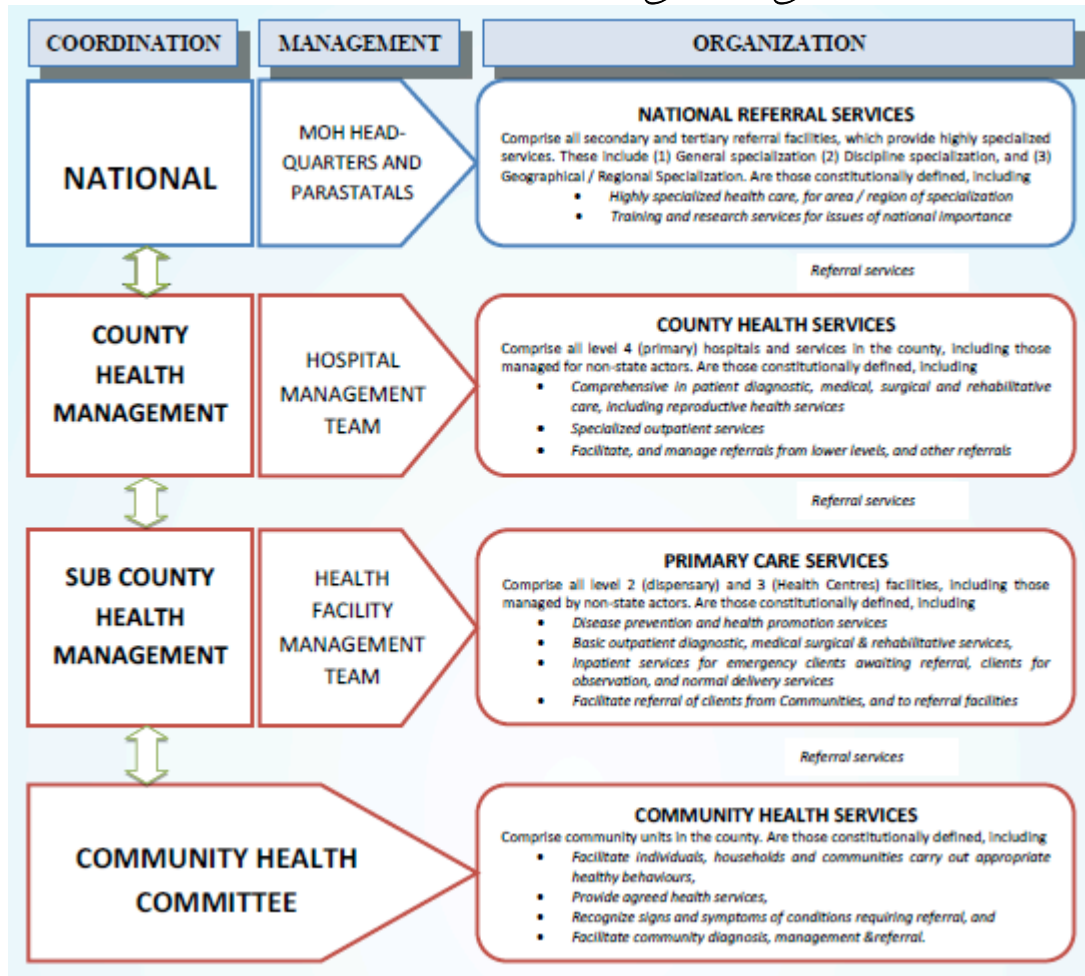 COORDINATION
MANAGEMENT
ORGANIZATION
NATIONAL
MOH HEAD-
QUARTERS AND
PARASTATALS
NATIONAL REFERRAL SERVICES
Comprise all secondary and tertiary referral facilities, which provide highly specialized
services. These include (1) General specialization (2) Discipline specialization, and (3)
Geographical / Regional Specialization. Are those constitutionally defined, including
• Highly specialized health care, for area / region of specialization
• Training and research services for issues of national importance
Referral services
COUNTY
HEALTH
MANAGEMENT
HOSPITAL
MANAGEMENT
TEAM
COUNTY HEALTH SERVICES
Comprise all level 4 (primary) hospitals and services in the county, including those
managed for non-state actors. Are those constitutionally defined, including
• Comprehensive in patient diagnostic, medical, surgical and rehabilitative
care, including reproductive health services
• Specialized outpatient services
• Facilitate, and manage referrals from lower levels, and other referrals
Referral services
SUB COUNTY
HEALTH
MANAGEMENT
HEALTH
FACILITY
MANAGEMENT
TEAM
PRIMARY CARE SERVICES
Comprise all level 2 (dispensary) and 3 (Health Centres) facilities, including those
managed by non-state actors. Are those constitutionally defined, including
• Disease prevention and health promotion services
• Basic outpatient diagnostic, medical surgical & rehabilitative services,
• Inpatient services for emergency clients awaiting referral, clients for
observation, and normal delivery services
• Facilitate referral of clients from Communities, and to referral facilities
Referral services
COMMUNITY HEALTH
COMMITTEE
COMMUNITY HEALTH SERVICES
Comprise community units in the county. Are those constitutionally defined, including
• Facilitate individuals, households and communities carry out appropriate
healthy behaviours,
• Provide agreed health services,
• Recognize signs and symptoms of conditions requiring referral, and
• Facilitate community diagnosis, management &referral.